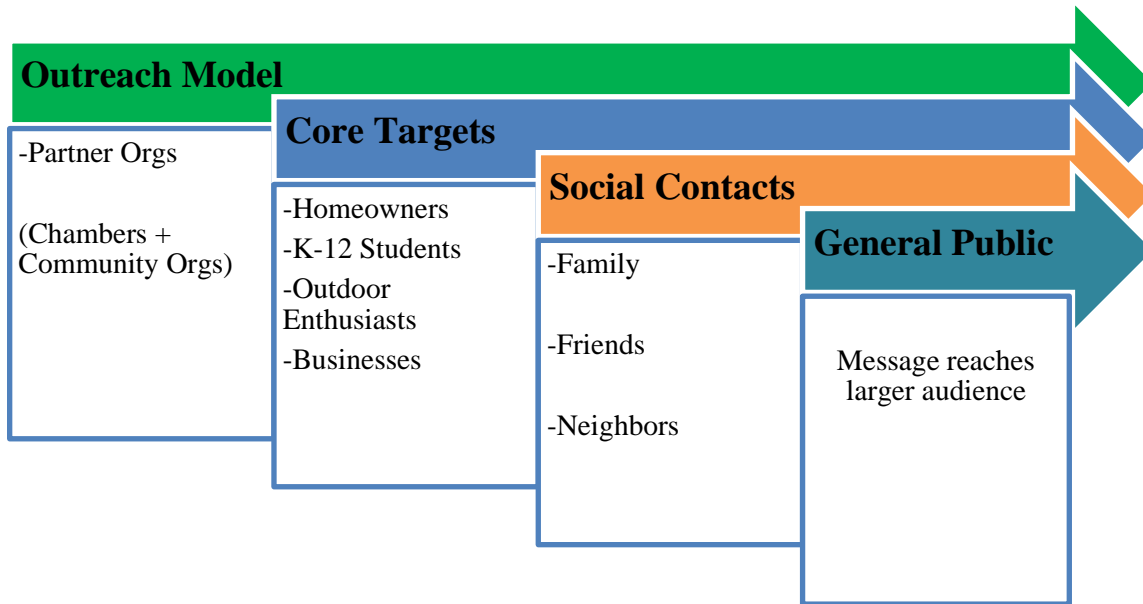 Outreach Model
-Partner Orgs
(Chambers +
Community Orgs)
Core Targets
-Homeowners
-K-12 Students
-Outdoor
Enthusiasts
-Businesses
Social Contacts
-Family
-Friends
-Neighbors
General Public
Message reaches
larger audience